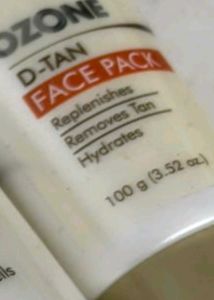 OZONE
D-TAN
FACE PACK
Replenishes
Removes Tan
Hydrates
100 g (3.52 oz.)